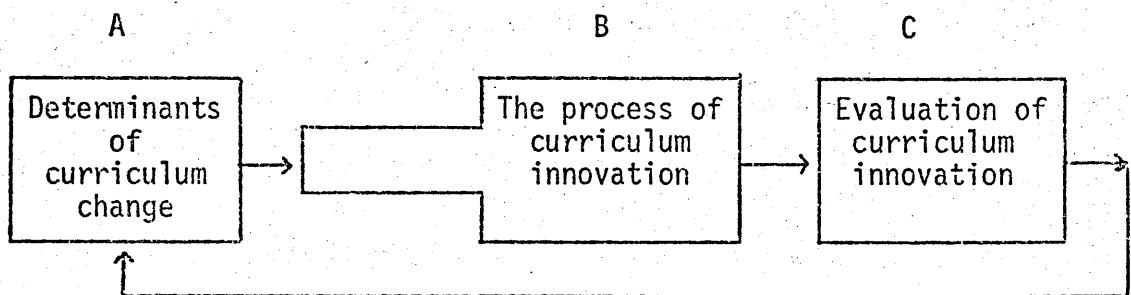 A
B
C
Determinants
of
curriculum
change
The process of
curriculum
innovation
Evaluation of
curriculum
innovation